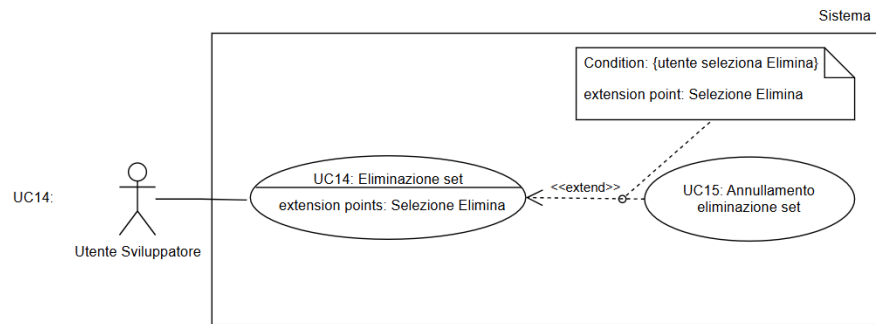 Sistema
Condition: {utente seleziona Elimina}
extension point: Selezione Elimina
UC14: Eliminazione set
<<extend>>
UC15: Annullamento
eliminazione set
UC14:
extension points: Selezione Elimina
Utente Sviluppatore